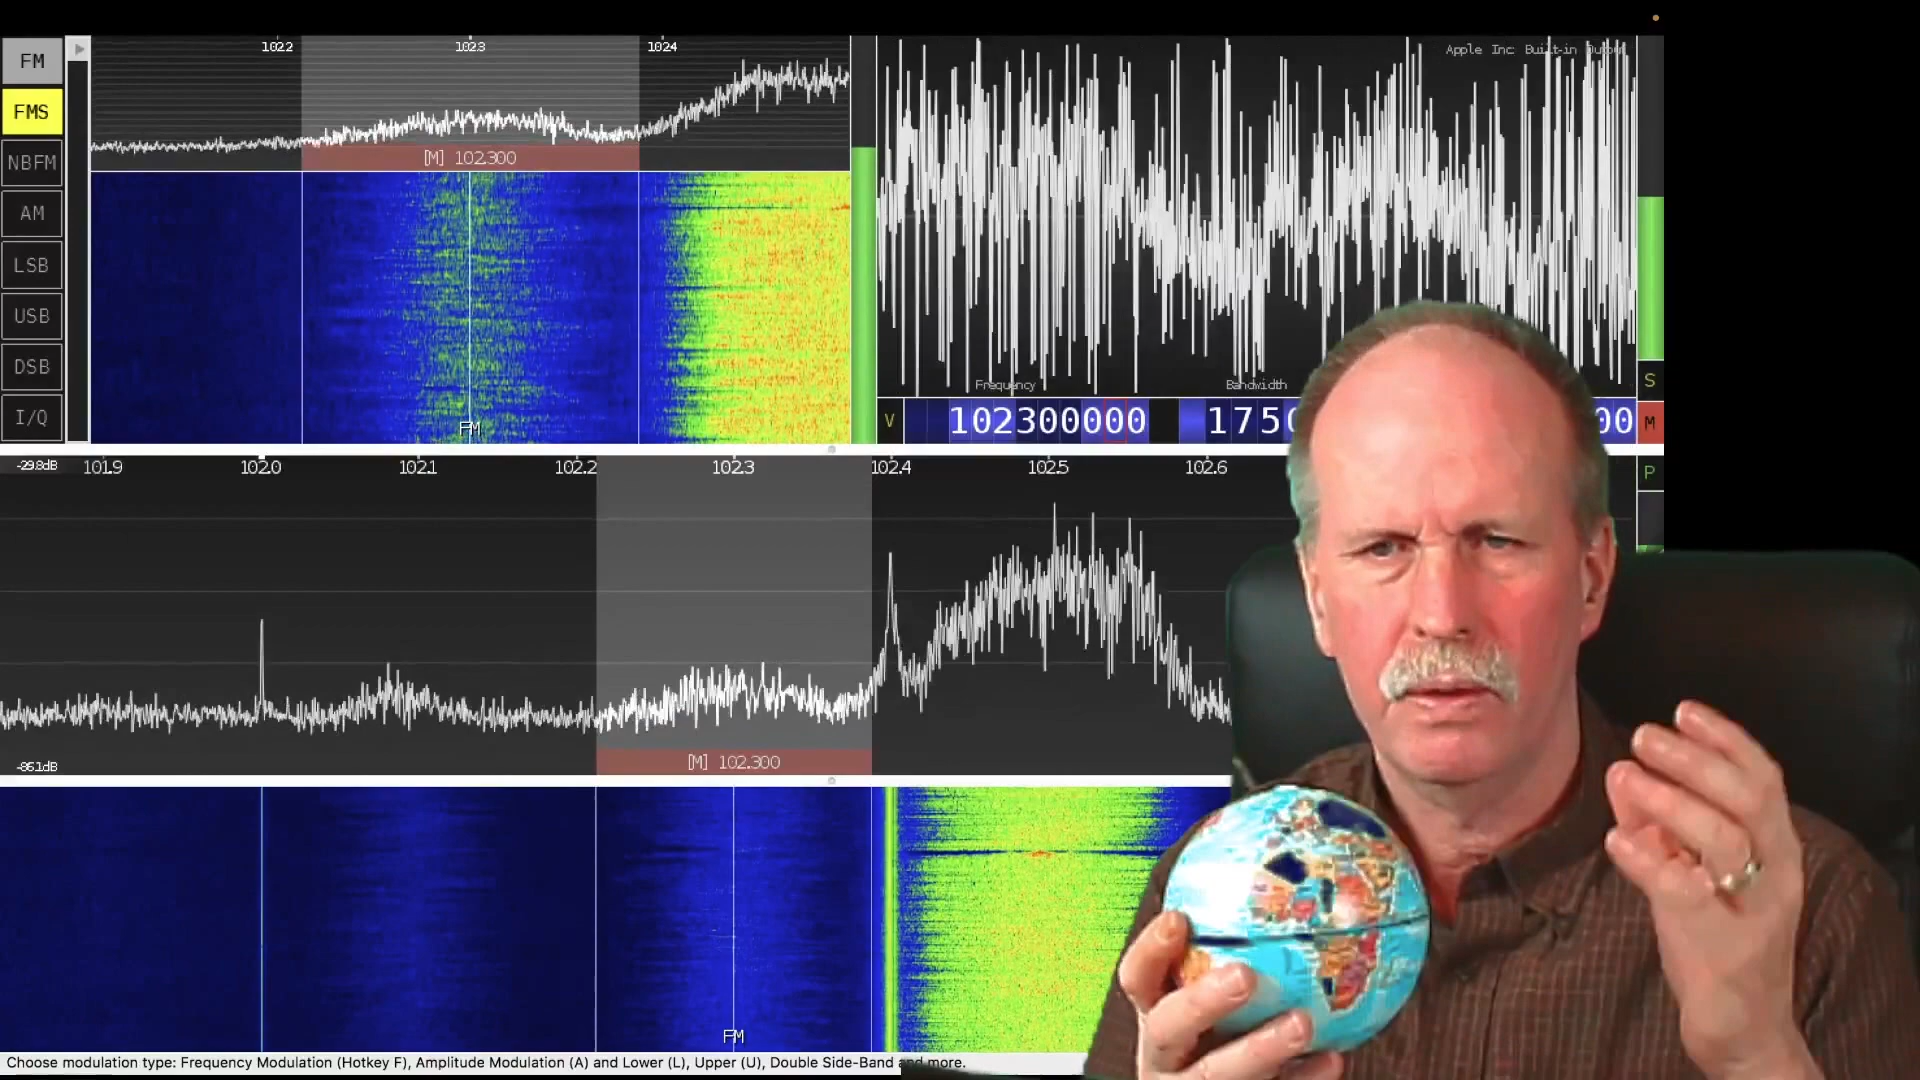 102.2 102.3 102.4
Apple Inc. Built-in Output
FM
FMS
NBFM
AM
LSB
USB
DSB
I/Q
[M] 102.300
FM
Frequency Bandwidth
V 102300000 1750 00
S
M
P
-29.8dB 101.9 102.0 102.1 102.2 102.3 102.4 102.5 102.6
[M] 102.300
-86.1dB
FM
Choose modulation type: Frequency Modulation (Hotkey F), Amplitude Modulation (A) and Lower (L), Upper (U), Double Side-Band and more.